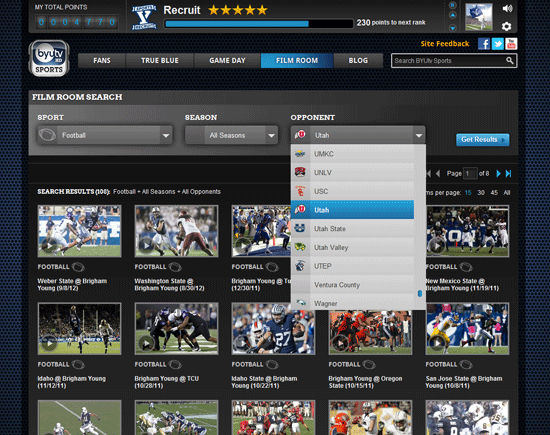 MY TOTAL POINTS
0 0 4 7 7 0
SPORTS
Y
RECRUIT
Recruit
230 points to next rank
Site Feedback
byutv
HD
SPORTS
FANS
TRUE BLUE
GAME DAY
FILM ROOM
BLOG
Search BYUtv Sports
FILM ROOM SEARCH
SPORT
SEASON
OPPONENT
Football
All Seasons
Utah
Get Results
UMKC
UNLV
USC
Utah
Utah State
Utah Valley
UTEP
Ventura County
Wagner
Page 1 of 8
SEARCH RESULTS (108): Football + All Seasons + All Opponents
ms per page: 15 30 45 All
FOOTBALL
Weber State @
Brigham Young (9/8/12)
FOOTBALL
Washington State @
Brigham Young (8/30/12)
FOOTBALL
Brigham Young @ Tu
(12/30/11)
FOOTBALL
New Mexico State @
Brigham Young (11/19/11)
FOOTBALL
Idaho @ Brigham Young
(11/12/11)
FOOTBALL
Brigham Young @ TCU
(10/28/11)
FOOTBALL
Idaho State @ Brigham
Young (10/22/11)
FOOTBALL
Brigham Young @ Oregon
State (10/15/11)
FOOTBALL
San Jose State @ Brigham
Young (10/8/11)